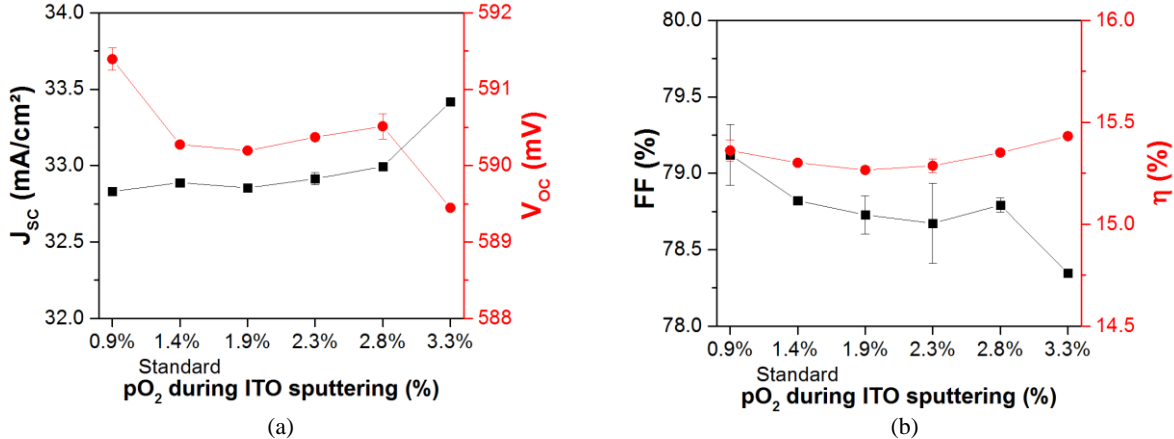 34.0
33.5
33.0
32.5
32.0
J_SC (mA/cm²)
592
591
590
589
588
V_OC (mV)
0.9% 1.4% 1.9% 2.3% 2.8% 3.3%
Standard
pO₂ during ITO sputtering (%)
(a)
80.0
79.5
79.0
78.5
78.0
FF (%)
16.0
15.5
15.0
14.5
η (%)
0.9% 1.4% 1.9% 2.3% 2.8% 3.3%
Standard
pO₂ during ITO sputtering (%)
(b)